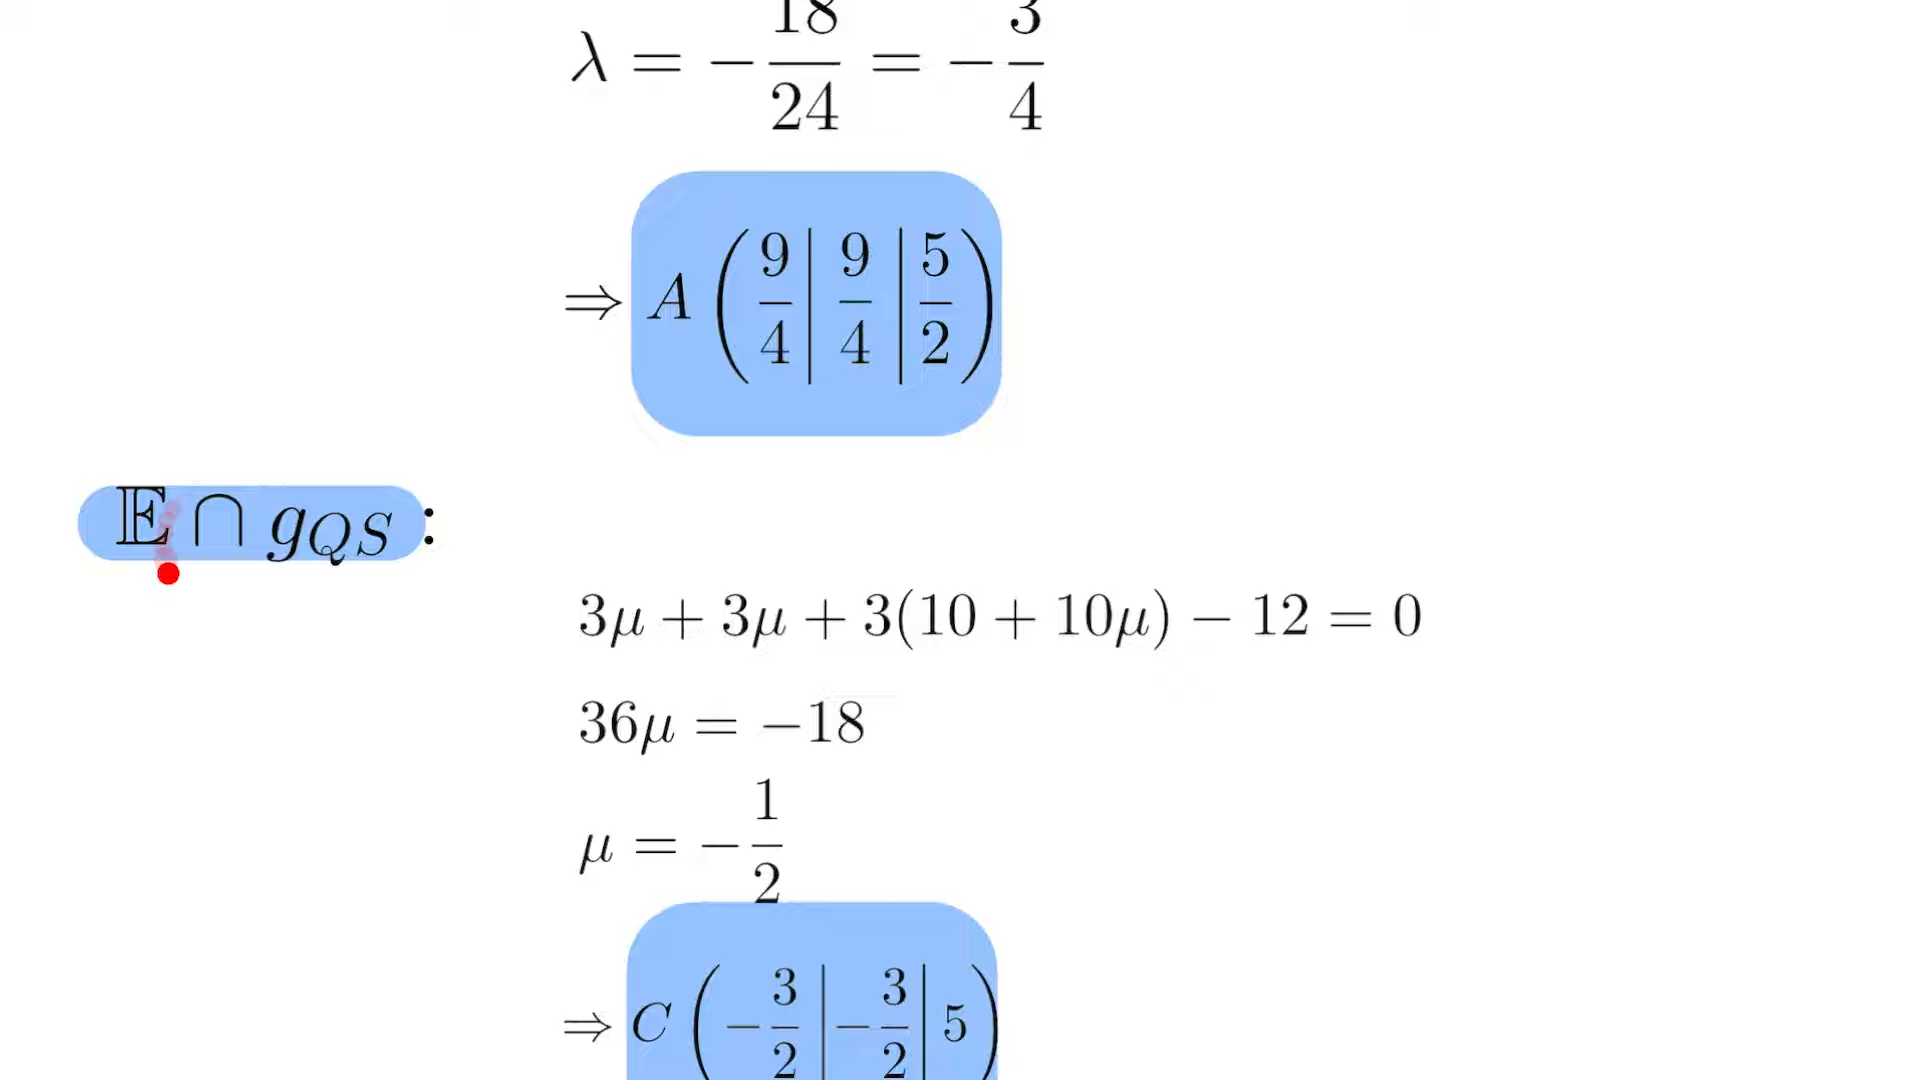 λ = −18/24 = −3/4
⇒ A (9/4 | 9/4 | 5/2)
𝔼 ∩ g_QS :
3μ + 3μ + 3(10 + 10μ) − 12 = 0
36μ = −18
μ = −1/2
⇒ C (−3/2 | −3/2 | 5)